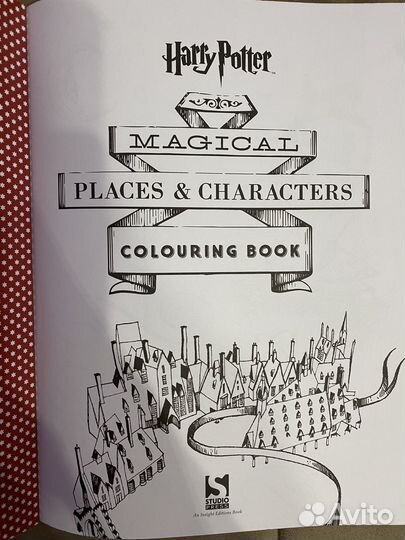 Harry Potter
MAGICAL
PLACES & CHARACTERS
COLOURING BOOK
S
STUDIO
PRESS
An Insight Editions Book
Avito